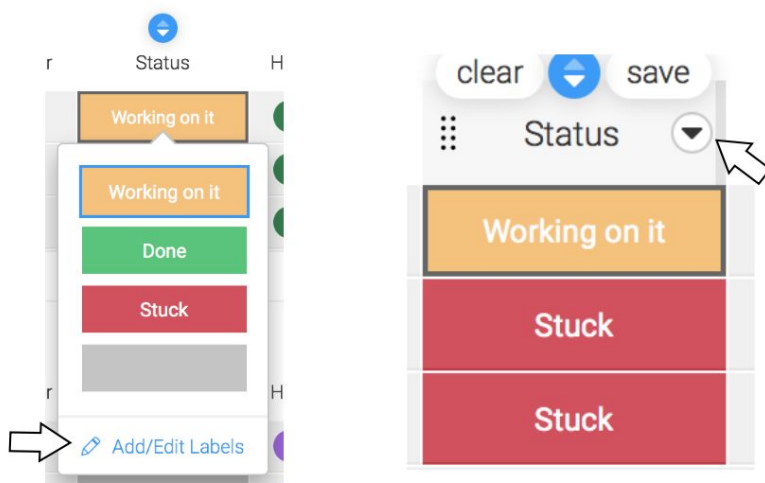 r Status H
Working on it
Working on it
Done
Stuck
r H
Add/Edit Labels
clear save
Status
Working on it
Stuck
Stuck